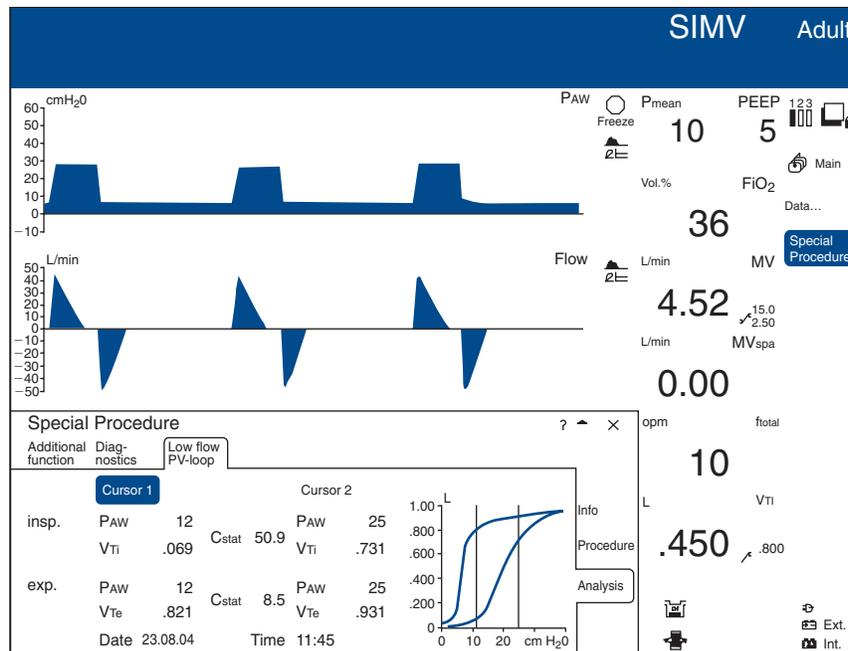 SIMV Adult
cmH₂0
PAW
60
50
40
30
20
10
0
−10
Freeze
Pmean PEEP
10 5
1 2 3
Main
Vol.% FiO₂
36
Data...
Special
Procedure
L/min
Flow
50
40
30
20
10
0
−10
−20
−30
−40
−50
L/min MV
4.52
15.0
2.50
L/min MVspa
0.00
Special Procedure ? ×
Additional
function
Diag-
nostics
Low flow
PV-loop
Cursor 1 Cursor 2
insp. PAW 12 PAW 25
Cstat 50.9
VTi .069 VTi .731
exp. PAW 12 PAW 25
Cstat 8.5
VTe .821 VTe .931
Date 23.08.04 Time 11:45
L
1.00
.800
.600
.400
.200
0
0 10 20 cm H₂0
Info
Procedure
Analysis
opm ftotal
10
L VTI
.450 .800
Ext.
Int.